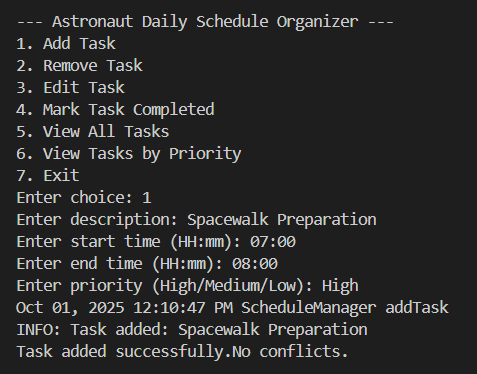 --- Astronaut Daily Schedule Organizer ---
1. Add Task
2. Remove Task
3. Edit Task
4. Mark Task Completed
5. View All Tasks
6. View Tasks by Priority
7. Exit
Enter choice: 1
Enter description: Spacewalk Preparation
Enter start time (HH:mm): 07:00
Enter end time (HH:mm): 08:00
Enter priority (High/Medium/Low): High
Oct 01, 2025 12:10:47 PM ScheduleManager addTask
INFO: Task added: Spacewalk Preparation
Task added successfully.No conflicts.